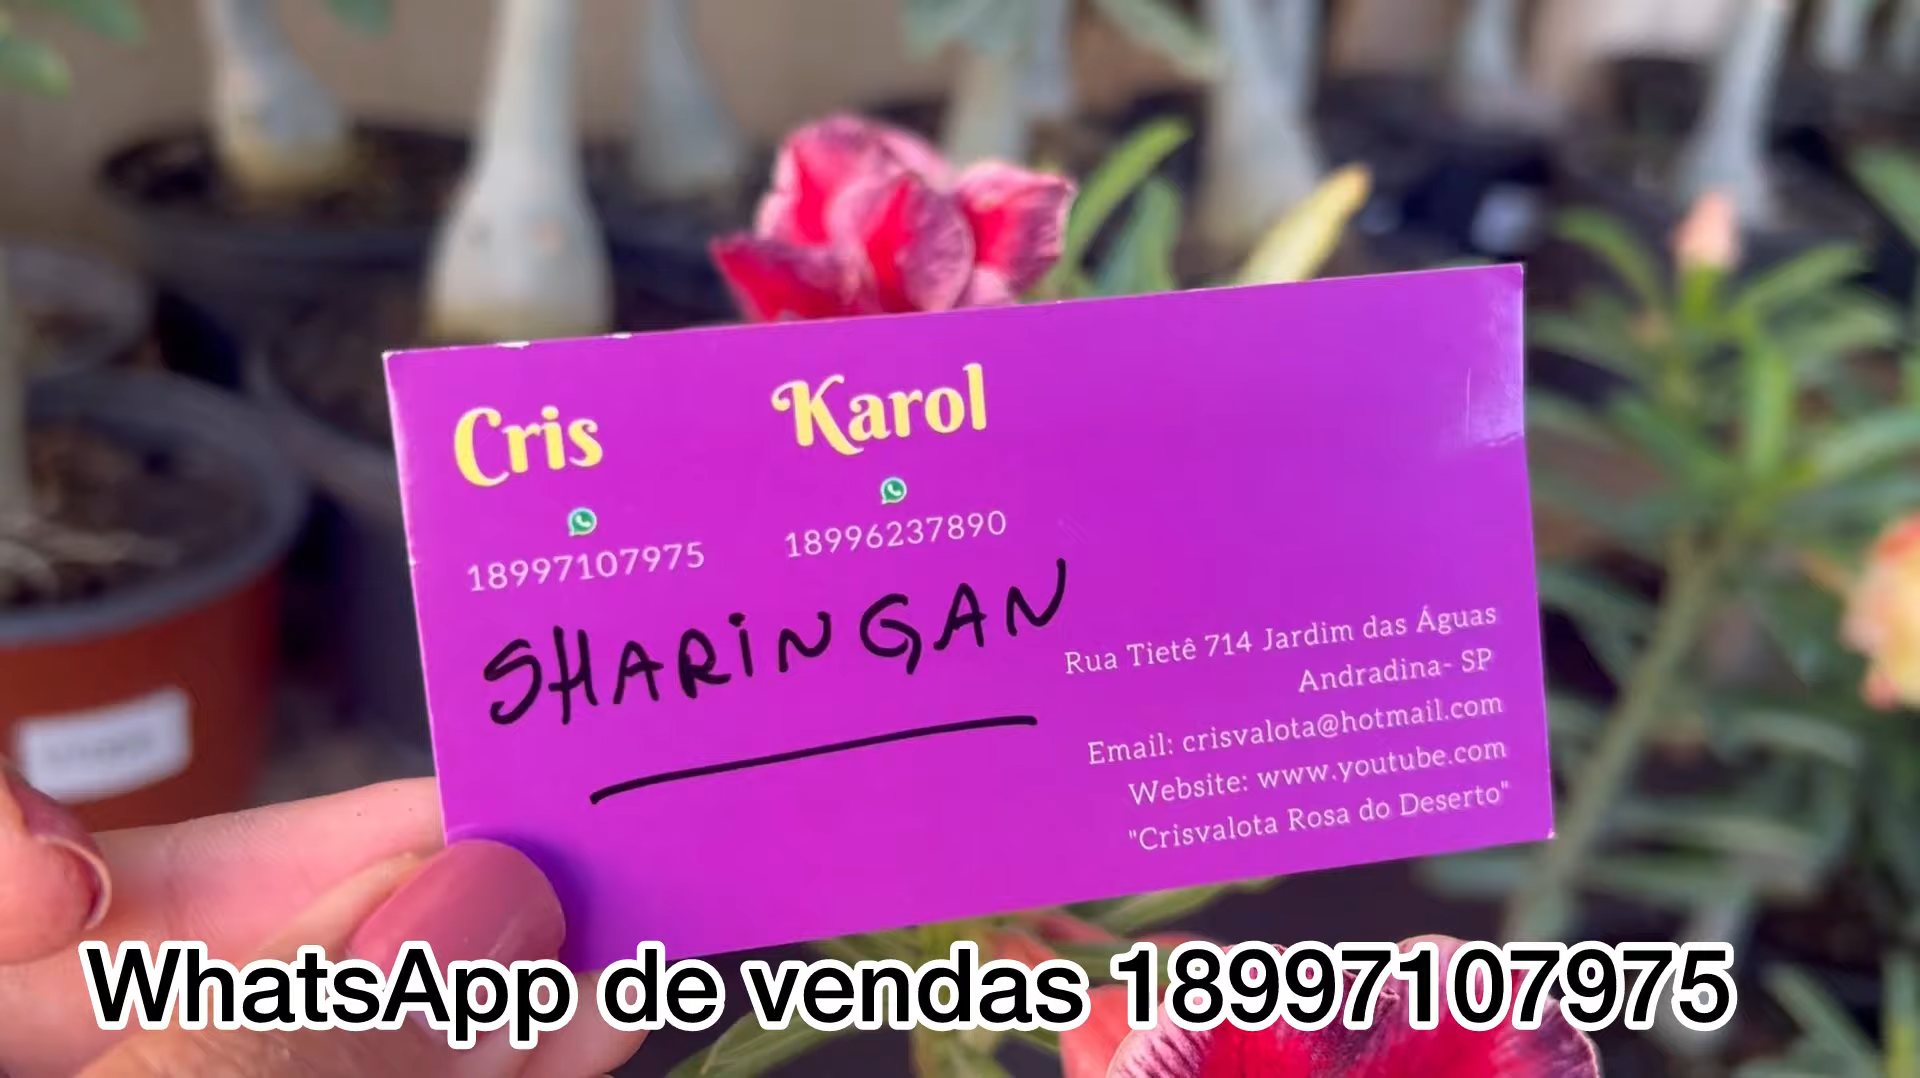 Cris
Karol
18997107975
18996237890
SHARiNGAN
Rua Tietê 714 Jardim das Águas
Andradina- SP
Email: crisvalota@hotmail.com
Website: www.youtube.com
"Crisvalota Rosa do Deserto"
WhatsApp de vendas 18997107975